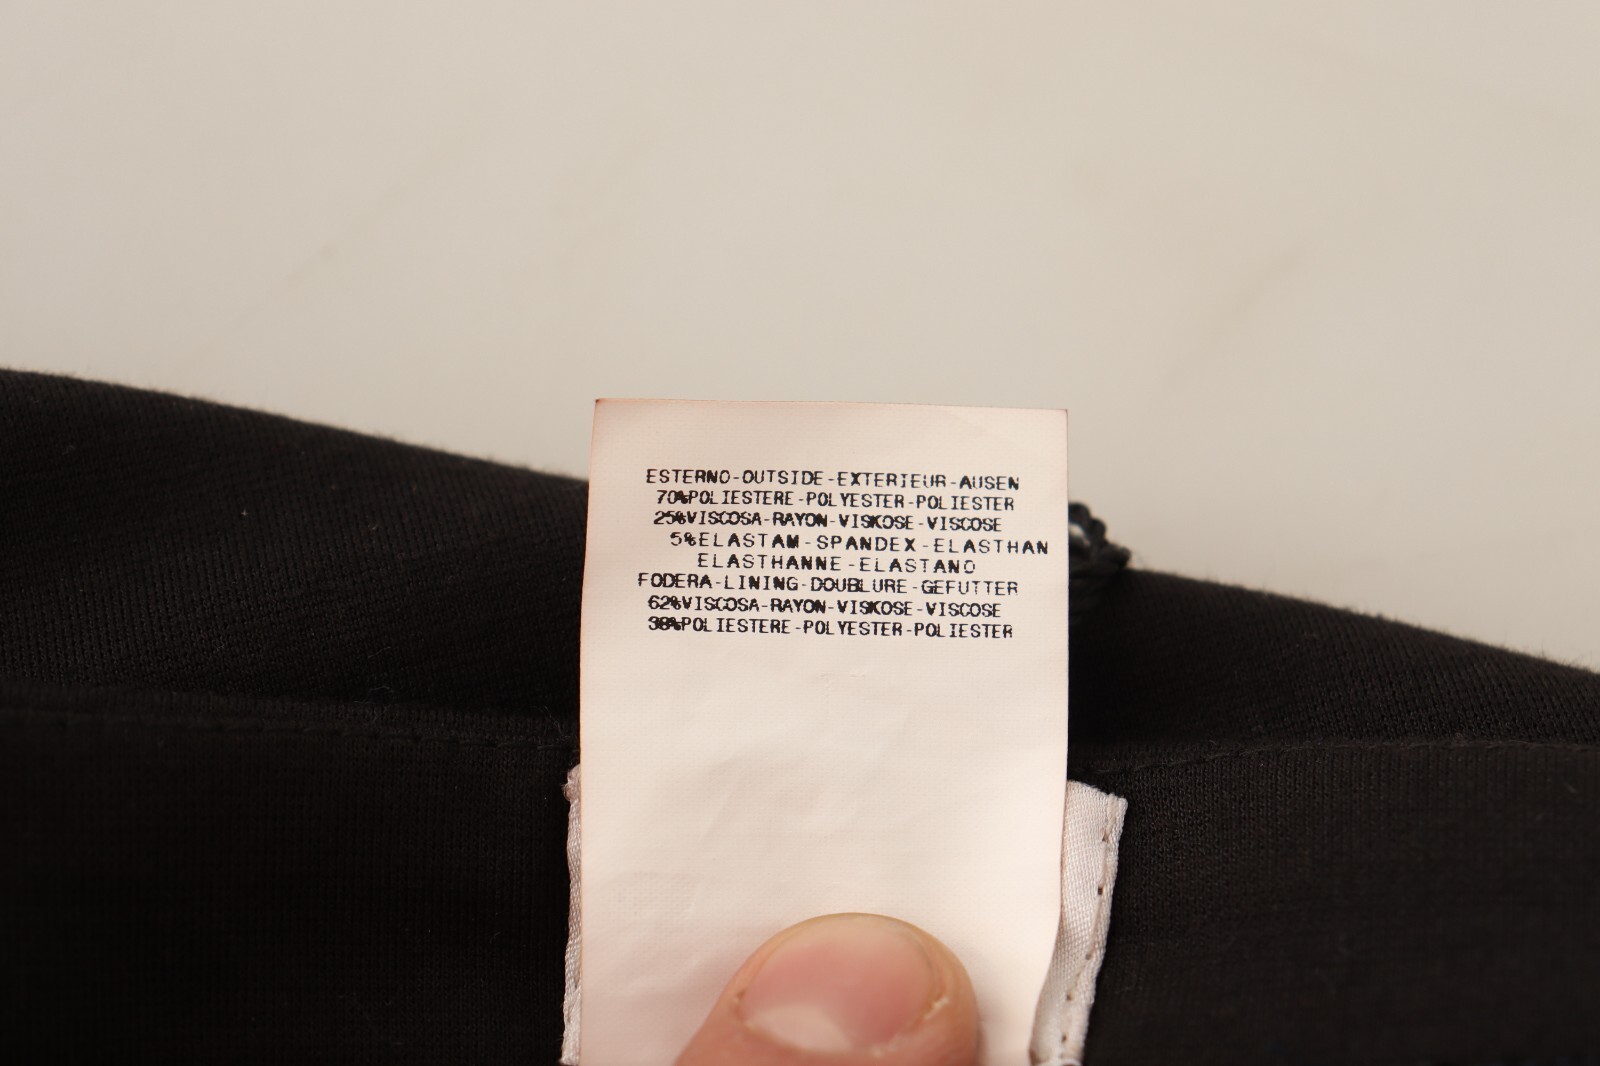 ESTERNO-OUTSIDE-EXTERIEUR-AUSEN
70%POLIESTERE-POLYESTER-POLIESTER
25%VISCOSA-RAYON-VISKOSE-VISCOSE
5%ELASTAM-SPANDEX-ELASTHAN
ELASTHANNE-ELASTANO
FODERA-LINING-DOUBLURE-GEFUTTER
62%VISCOSA-RAYON-VISKOSE-VISCOSE
38%POLIESTERE-POLYESTER-POLIESTER